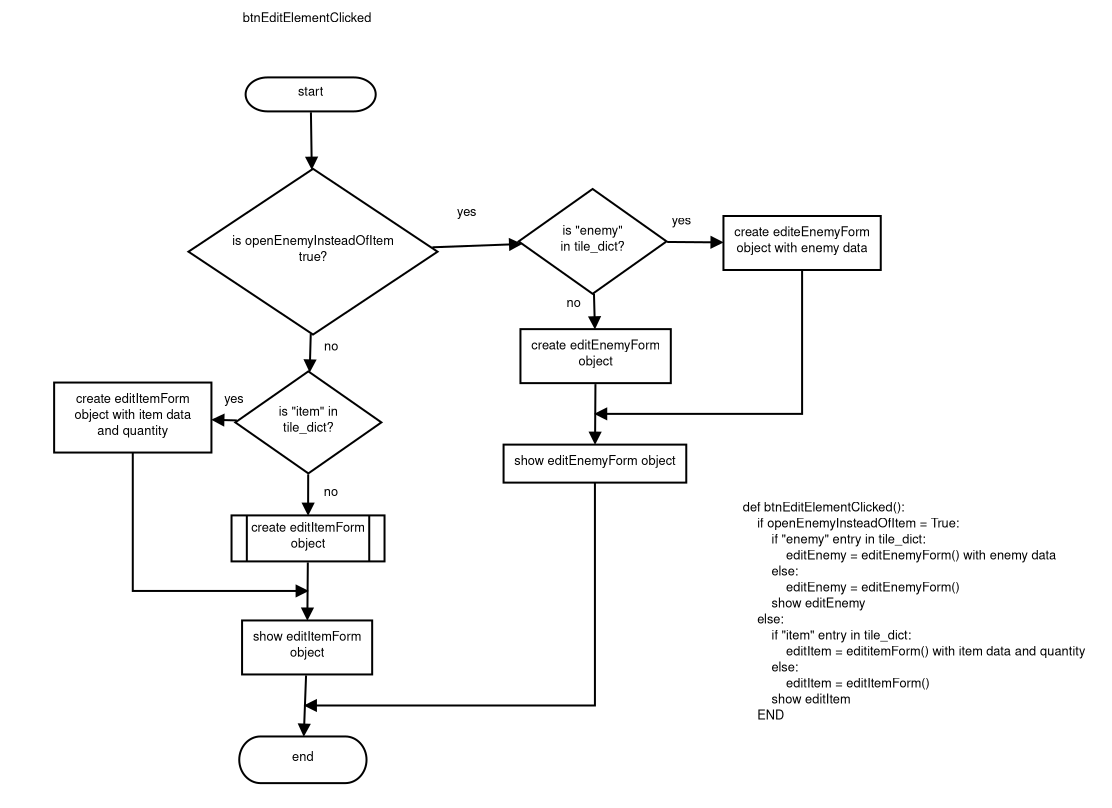 btnEditElementClicked
start
is openEnemyInsteadOfItem
true?
yes
is "enemy"
in tile_dict?
yes
create editeEnemyForm
object with enemy data
no
create editEnemyForm
object
no
is "item" in
tile_dict?
yes
create editItemForm
object with item data
and quantity
show editEnemyForm object
no
create editItemForm
object
show editItemForm
object
end
def btnEditElementClicked():
if openEnemyInsteadOfItem = True:
if "enemy" entry in tile_dict:
editEnemy = editEnemyForm() with enemy data
else:
editEnemy = editEnemyForm()
show editEnemy
else:
if "item" entry in tile_dict:
editItem = edititemForm() with item data and quantity
else:
editItem = editItemForm()
show editItem
END